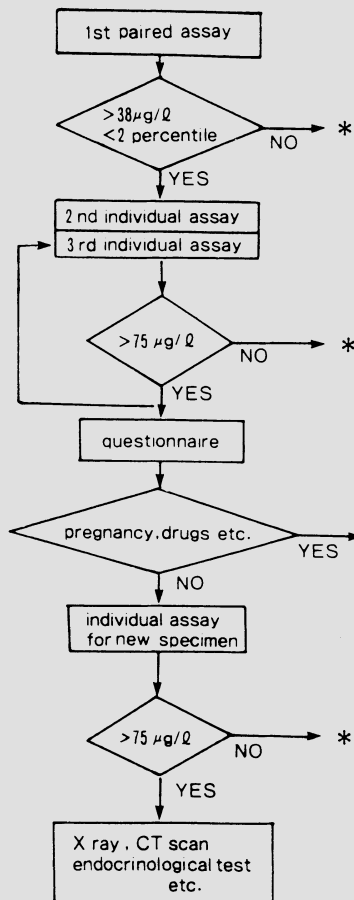 1st paired assay
>38μg/ℓ
<2 percentile
NO
*
YES
2nd individual assay
3rd individual assay
>75 μg/ℓ
NO
*
YES
questionnaire
pregnancy, drugs etc.
YES
NO
individual assay
for new specimen
>75 μg/ℓ
NO
*
YES
X ray, CT scan
endocrinological test
etc.